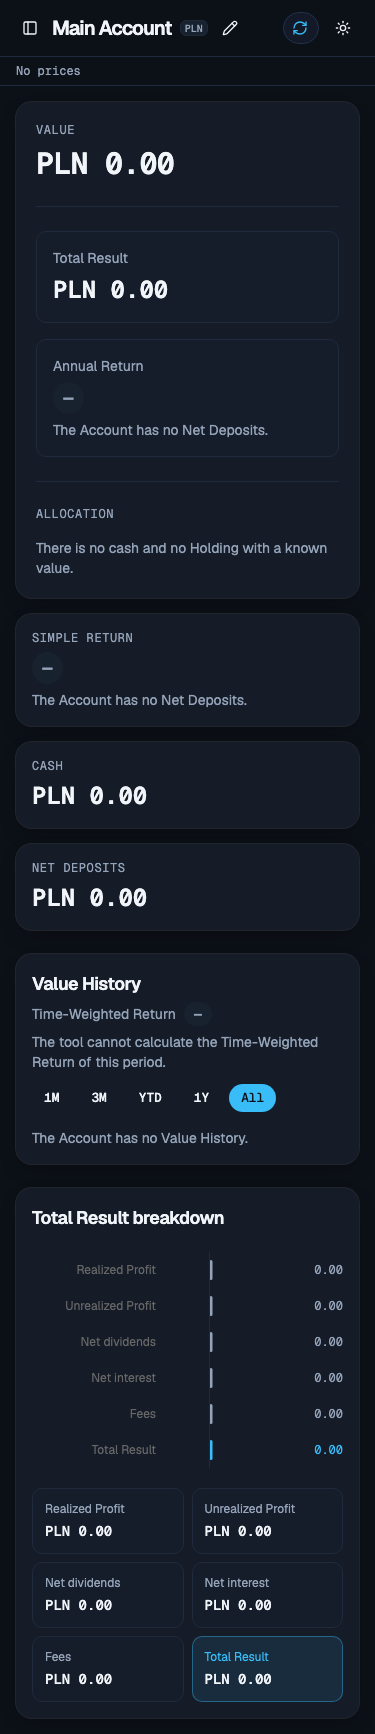 Main Account PLN
No prices
VALUE
PLN 0.00
Total Result
PLN 0.00
Annual Return
—
The Account has no Net Deposits.
ALLOCATION
There is no cash and no Holding with a known
value.
SIMPLE RETURN
—
The Account has no Net Deposits.
CASH
PLN 0.00
NET DEPOSITS
PLN 0.00
Value History
Time-Weighted Return —
The tool cannot calculate the Time-Weighted
Return of this period.
1M 3M YTD 1Y All
The Account has no Value History.
Total Result breakdown
Realized Profit 0.00
Unrealized Profit 0.00
Net dividends 0.00
Net interest 0.00
Fees 0.00
Total Result 0.00
Realized Profit Unrealized Profit
PLN 0.00 PLN 0.00
Net dividends Net interest
PLN 0.00 PLN 0.00
Fees Total Result
PLN 0.00 PLN 0.00